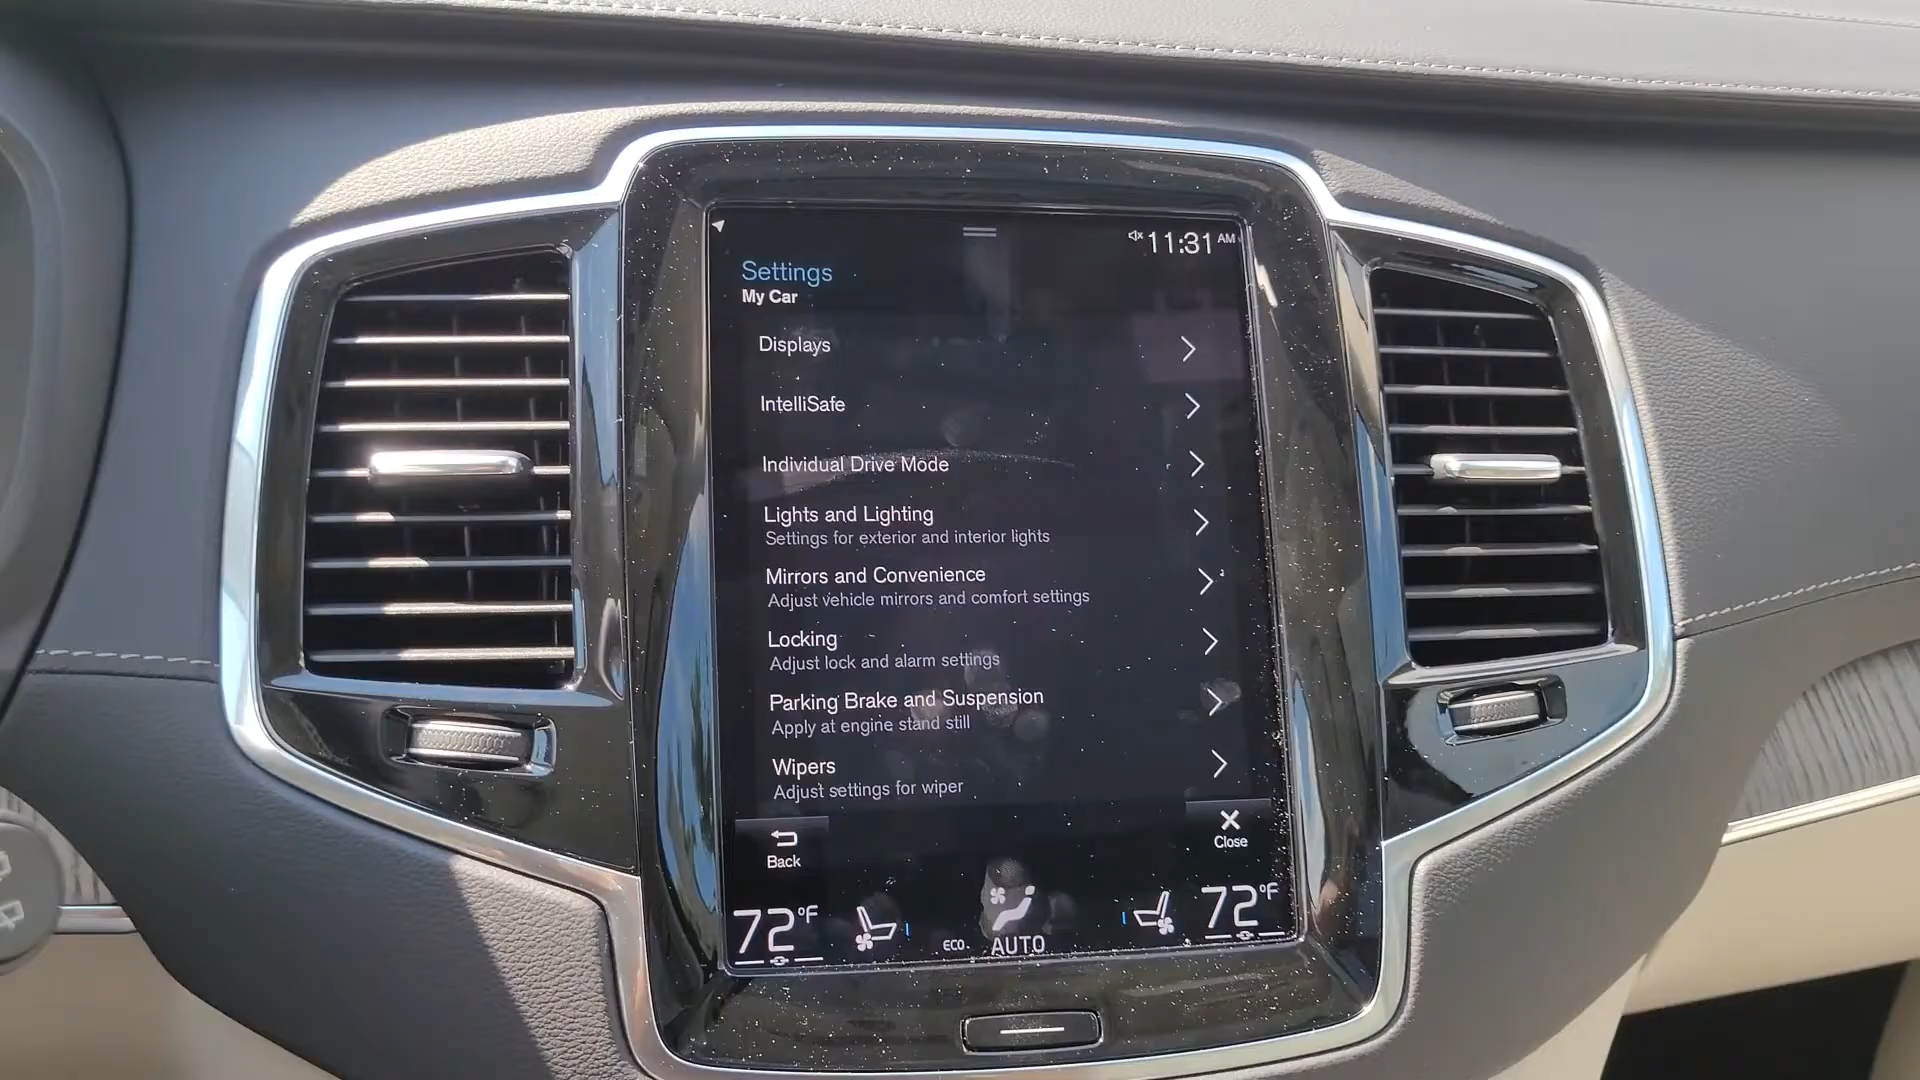 11:31 AM
Settings
My Car
Displays
IntelliSafe
Individual Drive Mode
Lights and Lighting
Settings for exterior and interior lights
Mirrors and Convenience
Adjust vehicle mirrors and comfort settings
Locking
Adjust lock and alarm settings
Parking Brake and Suspension
Apply at engine stand still
Wipers
Adjust settings for wiper
Back
Close
72°F
ECO
AUTO
72°F